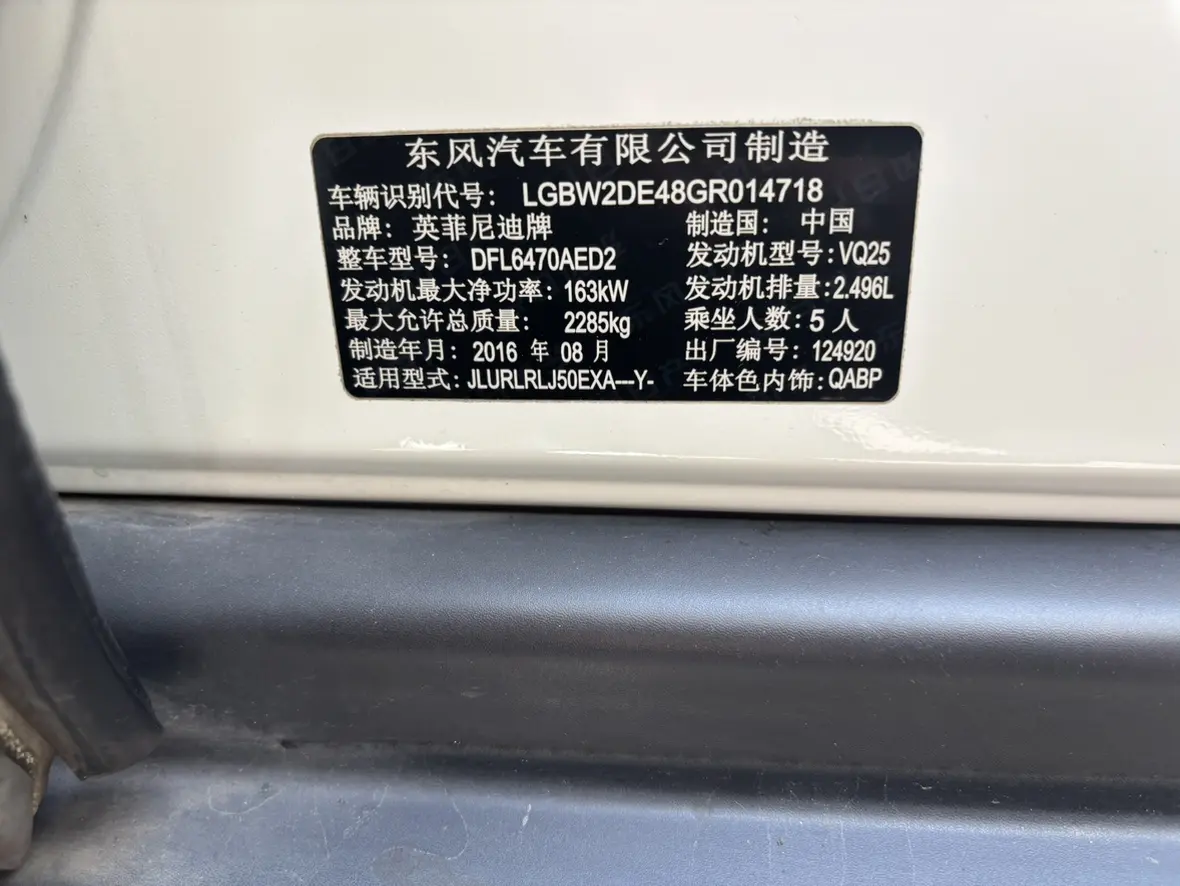 东风汽车有限公司制造
车辆识别代号: LGBW2DE48GR014718
品牌: 英菲尼迪牌 制造国: 中国
整车型号: DFL6470AED2 发动机型号:VQ25
发动机最大净功率: 163kW 发动机排量:2.496L
最大允许总质量: 2285kg 乘坐人数: 5 人
制造年月: 2016 年 08 月 出厂编号: 124920
适用型式: JLURLRLJ50EXA---Y- 车体色内饰:QABP